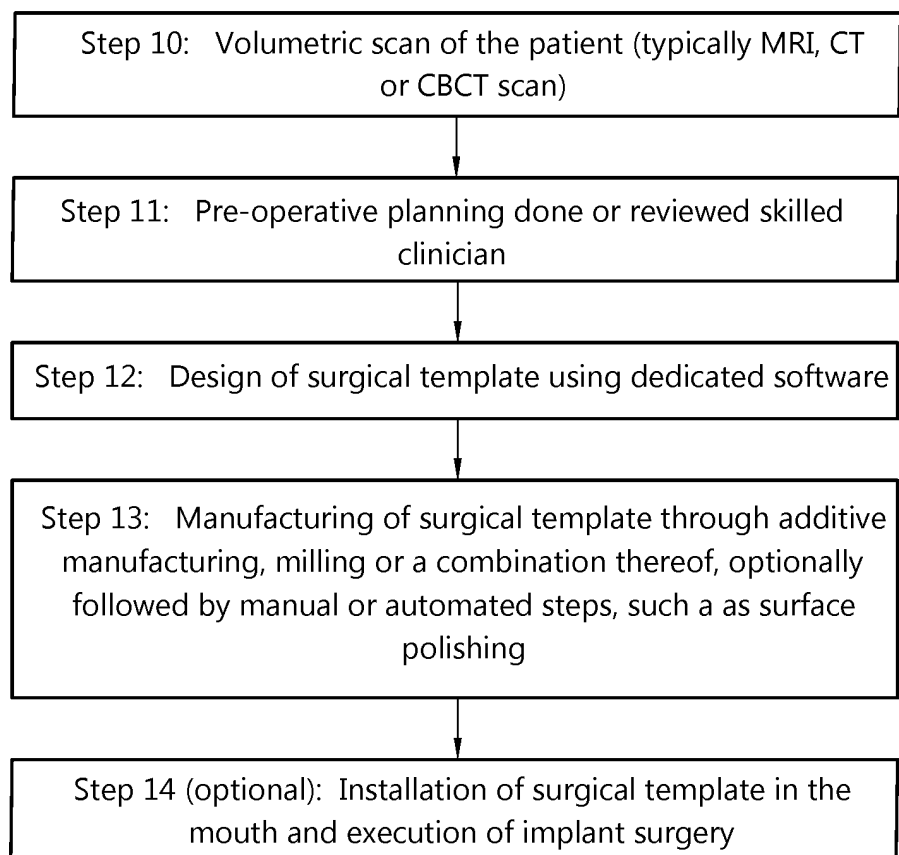 Step 10: Volumetric scan of the patient (typically MRI, CT
or CBCT scan)
Step 11: Pre-operative planning done or reviewed skilled
clinician
Step 12: Design of surgical template using dedicated software
Step 13: Manufacturing of surgical template through additive
manufacturing, milling or a combination thereof, optionally
followed by manual or automated steps, such a as surface
polishing
Step 14 (optional): Installation of surgical template in the
mouth and execution of implant surgery